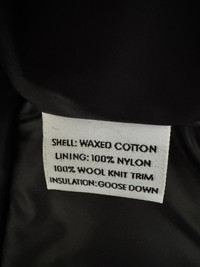 SHELL: WAXED COTTON
LINING: 100% NYLON
100% WOOL KNIT TRIM
INSULATION: GOOSE DOWN